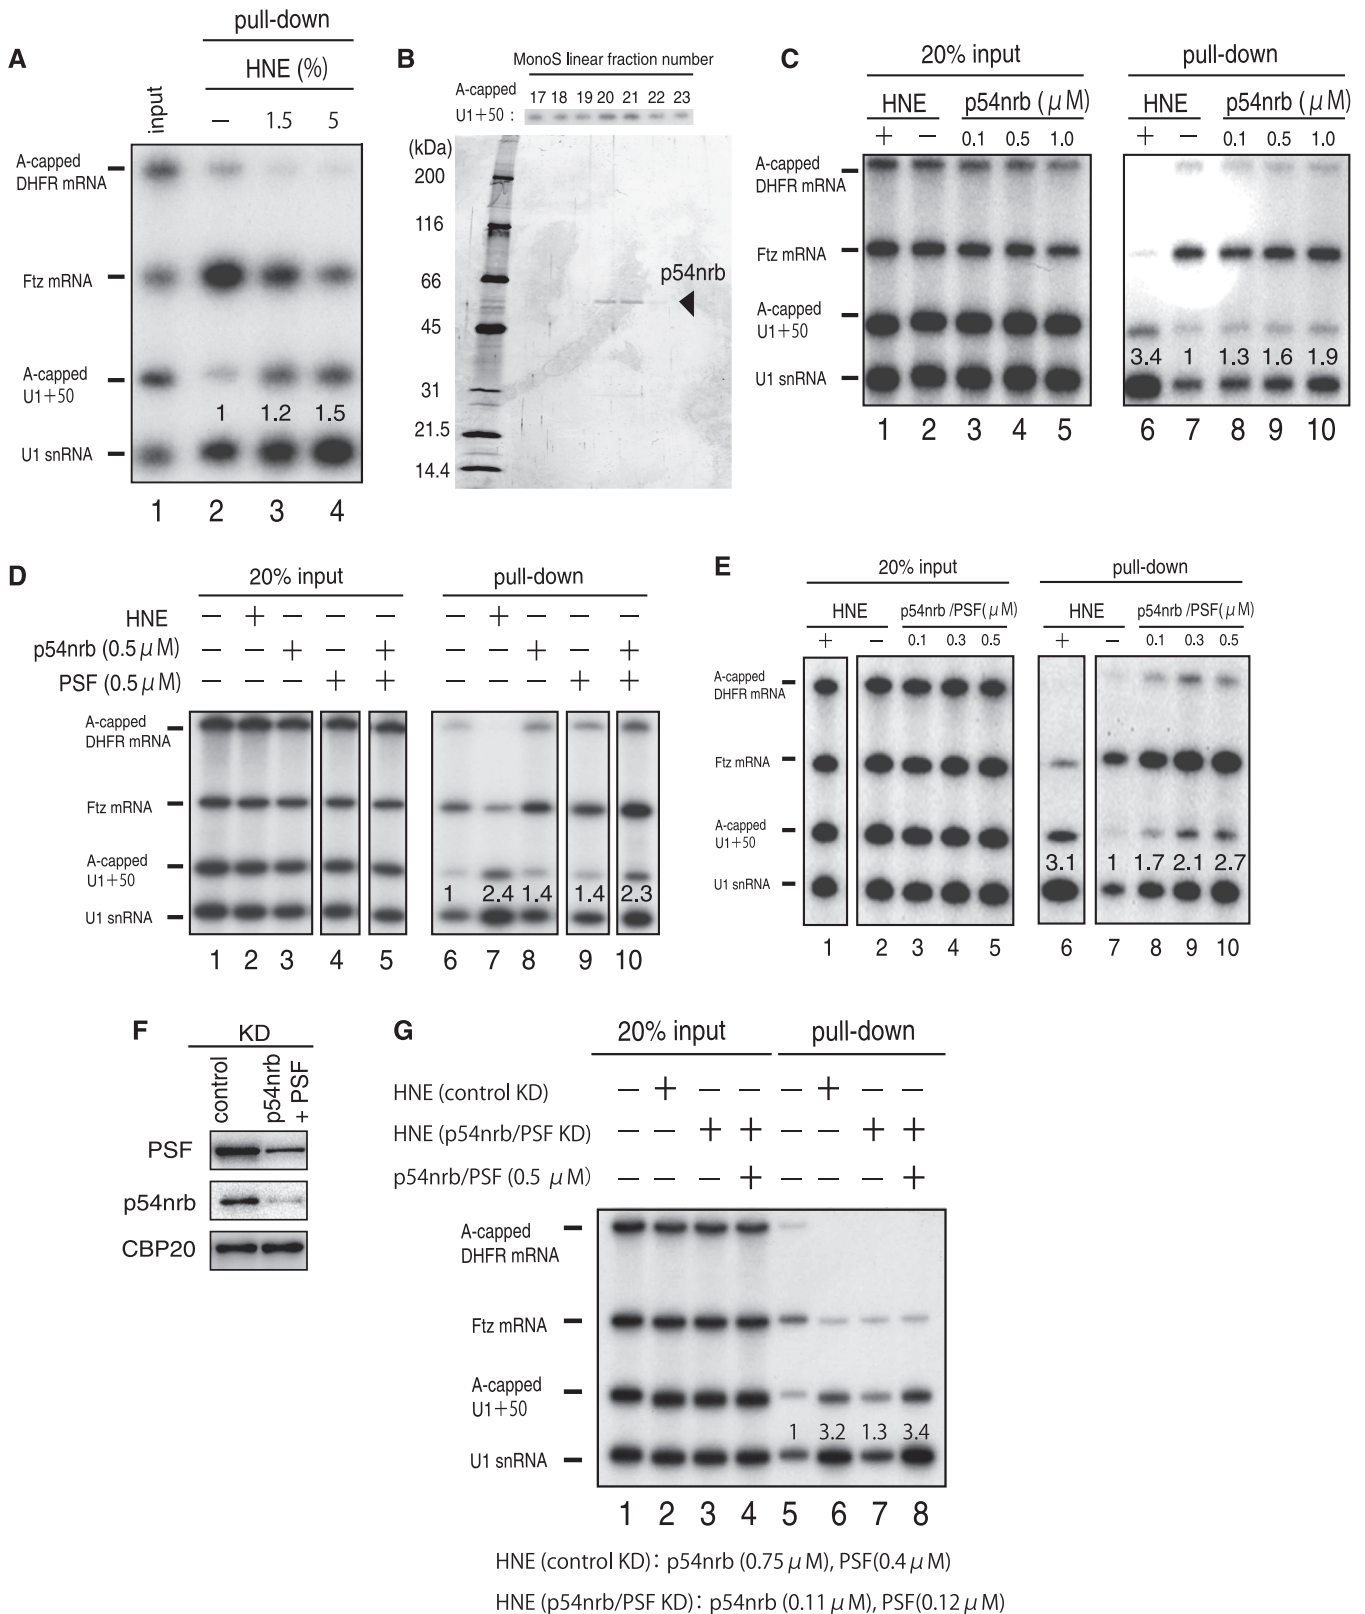 A
pull-down
HNE (%)
input
– 1.5 5
A-capped
DHFR mRNA
Ftz mRNA
A-capped
U1+50
1 1.2 1.5
U1 snRNA
1 2 3 4
B
MonoS linear fraction number
A-capped
U1+50 :
17 18 19 20 21 22 23
(kDa)
200
116
66
45
31
21.5
14.4
p54nrb
C
20% input
pull-down
HNE p54nrb (μM)
HNE p54nrb (μM)
+ – 0.1 0.5 1.0
+ – 0.1 0.5 1.0
A-capped
DHFR mRNA
Ftz mRNA
A-capped
U1+50
3.4 1 1.3 1.6 1.9
U1 snRNA
1 2 3 4 5
6 7 8 9 10
D
20% input
pull-down
HNE – + – – – – + – – –
p54nrb (0.5 μM) – – + – + – – + – +
PSF (0.5 μM) – – – + + – – – + +
A-capped
DHFR mRNA
Ftz mRNA
A-capped
U1+50
1 2.4 1.4 1.4 2.3
U1 snRNA
1 2 3 4 5
6 7 8 9 10
E
20% input
pull-down
HNE p54nrb /PSF(μM)
HNE p54nrb /PSF(μM)
+ – 0.1 0.3 0.5
+ – 0.1 0.3 0.5
A-capped
DHFR mRNA
Ftz mRNA
A-capped
U1+50
3.1 1 1.7 2.1 2.7
U1 snRNA
1 2 3 4 5
6 7 8 9 10
F
KD
control
p54nrb
+ PSF
PSF
p54nrb
CBP20
G
20% input
pull-down
HNE (control KD) – + – – – + – –
HNE (p54nrb/PSF KD) – – + + – – + +
p54nrb/PSF (0.5 μM) – – – + – – – +
A-capped
DHFR mRNA
Ftz mRNA
A-capped
U1+50
1 3.2 1.3 3.4
U1 snRNA
1 2 3 4 5 6 7 8
HNE (control KD): p54nrb (0.75 μM), PSF(0.4 μM)
HNE (p54nrb/PSF KD): p54nrb (0.11 μM), PSF(0.12 μM)